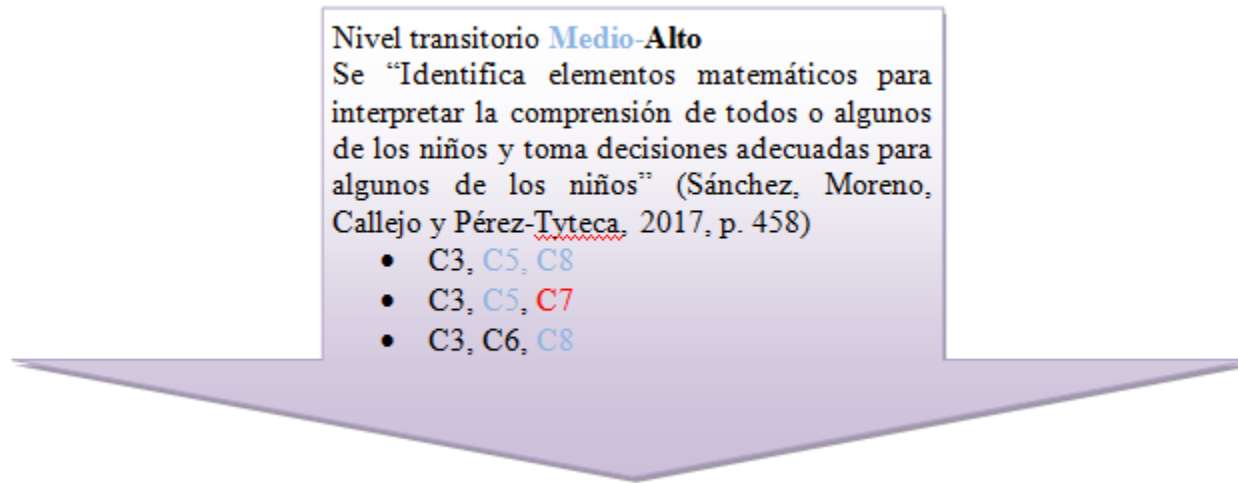 Nivel transitorio Medio-Alto
Se “Identifica elementos matemáticos para
interpretar la comprensión de todos o algunos
de los niños y toma decisiones adecuadas para
algunos de los niños” (Sánchez, Moreno,
Callejo y Pérez-Tyteca, 2017, p. 458)
• C3, C5, C8
• C3, C5, C7
• C3, C6, C8